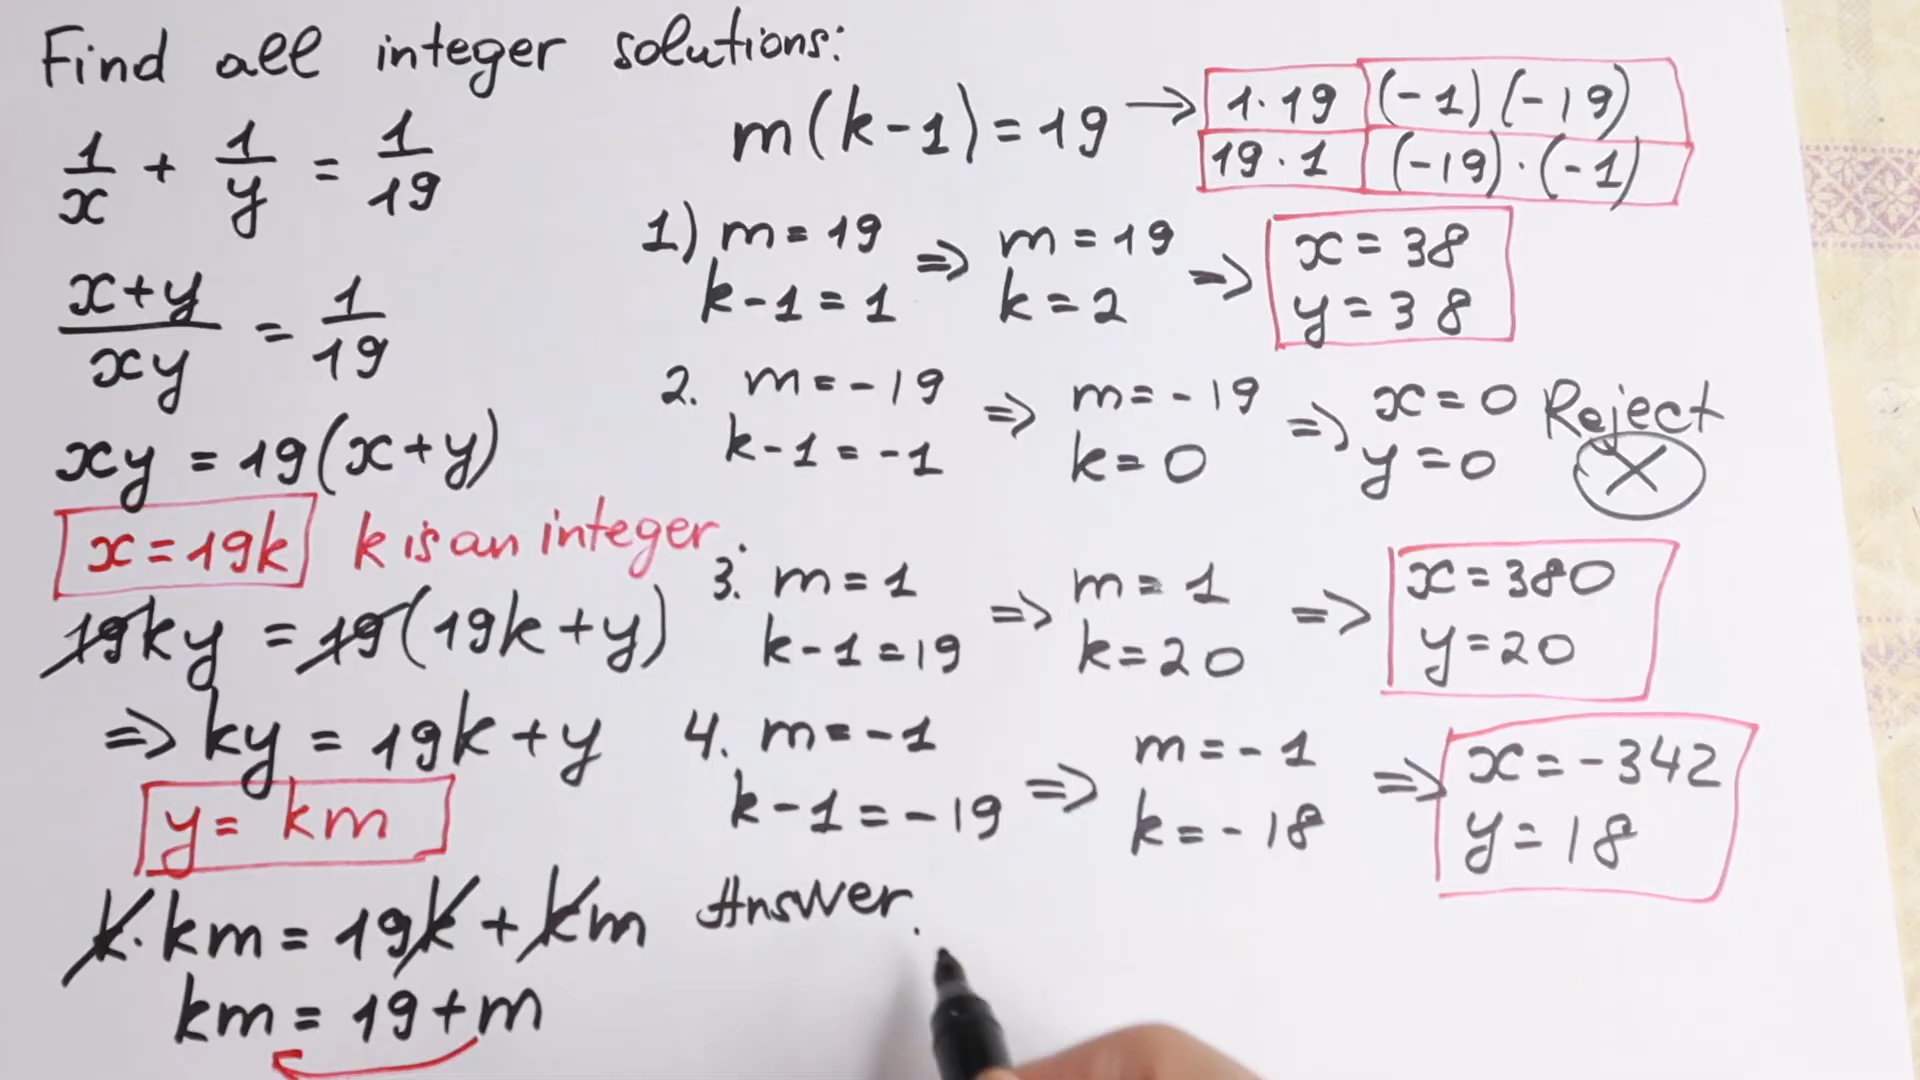 Find all integer solutions:
1/x + 1/y = 1/19
x+y/xy = 1/19
xy = 19(x+y)
x=19k k is an integer
19ky = 19(19k+y)
=> ky = 19k+y
y= km
k·km = 19k + km
km = 19+m
m(k-1)=19 → 1·19 (-1)(-19)
19·1 (-19)·(-1)
1) m=19 => m=19 => x=38
k-1=1 k=2 y=38
2. m=-19 => m=-19 => x=0 Reject
k-1=-1 k=0 y=0 X
3. m=1 => m=1 => x=380
k-1=19 k=20 y=20
4. m=-1 => m=-1 => x=-342
k-1=-19 k=-18 y=18
Answer.